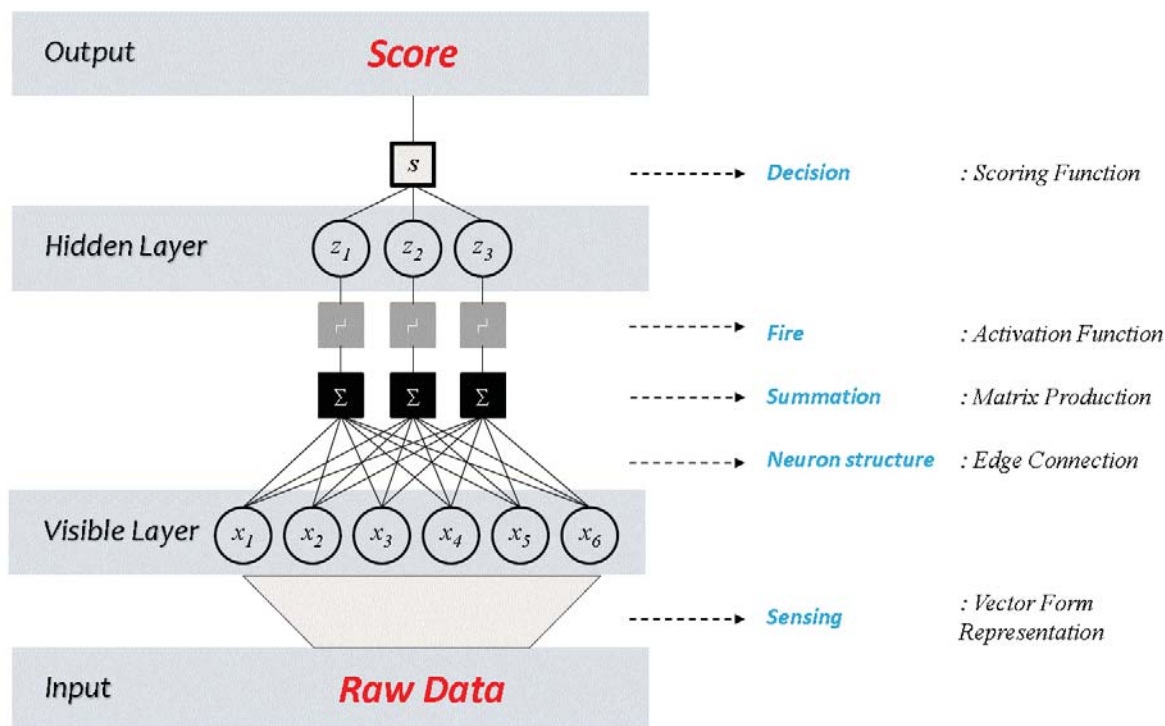 Output
Score
s
Decision : Scoring Function
Hidden Layer z1 z2 z3
Fire : Activation Function
Σ Σ Σ
Summation : Matrix Production
Neuron structure : Edge Connection
Visible Layer x1 x2 x3 x4 x5 x6
Sensing : Vector Form
Representation
Input
Raw Data